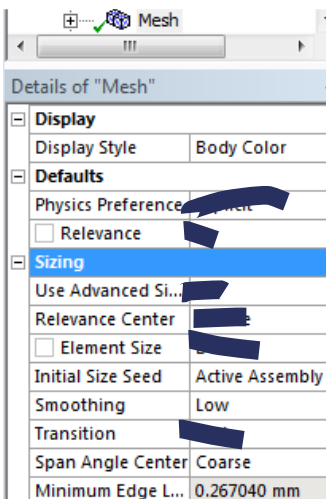 Mesh
Details of "Mesh"
Display
Display Style Body Color
Defaults
Physics Preference
Relevance
Sizing
Use Advanced Si...
Relevance Center
Element Size
Initial Size Seed Active Assembly
Smoothing Low
Transition
Span Angle Center Coarse
Minimum Edge L... 0.267040 mm